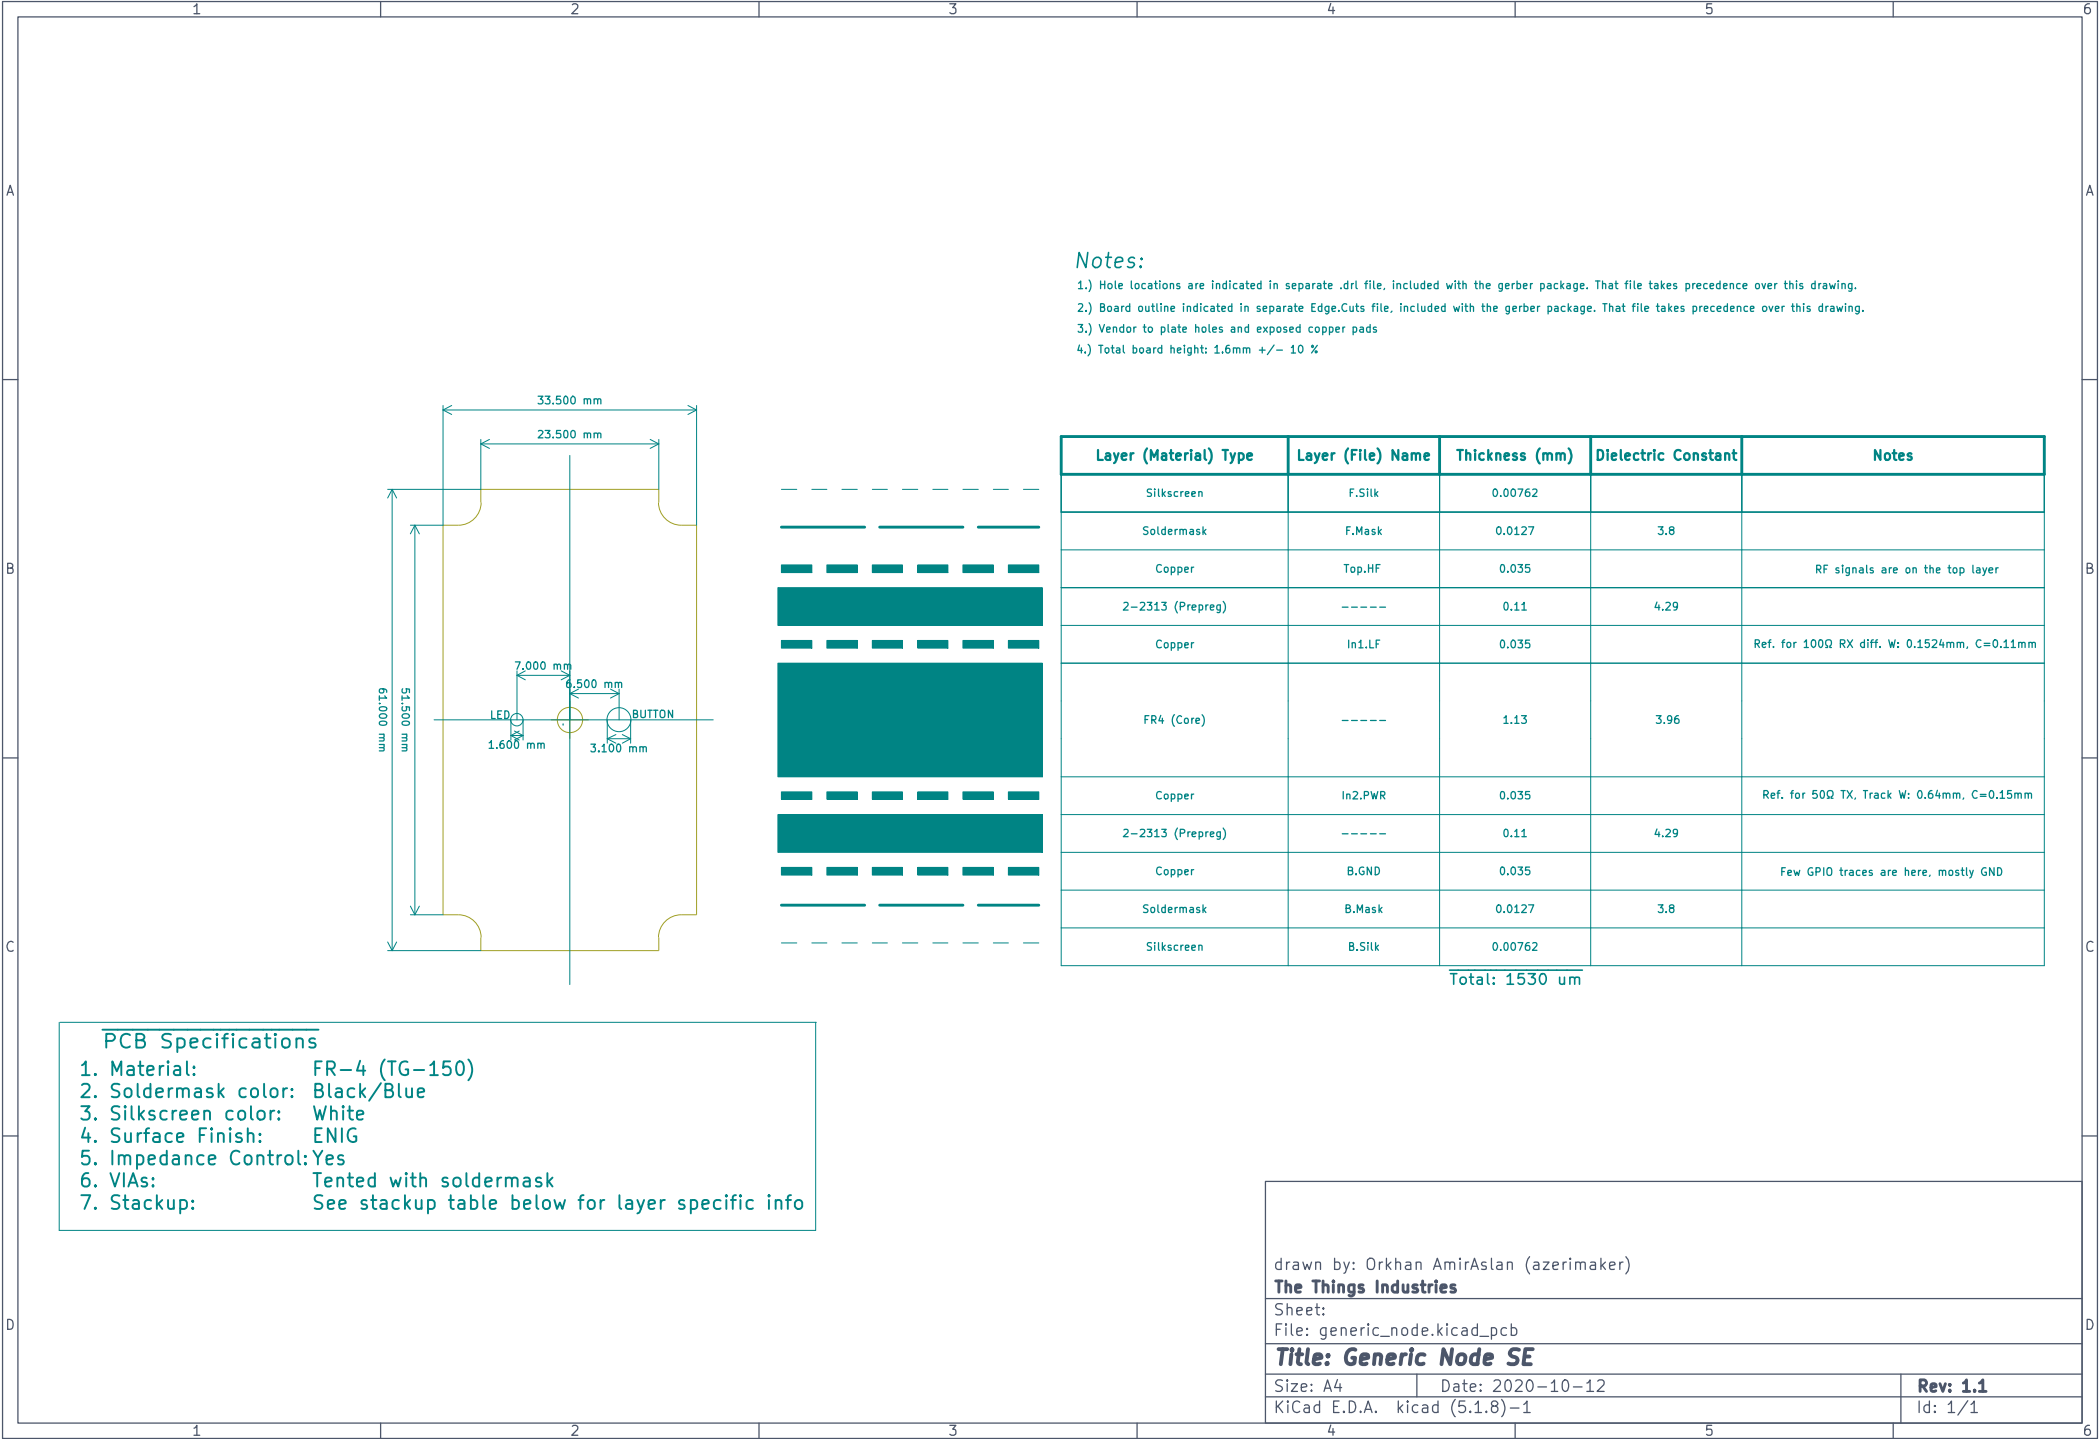 1 2 3 4 5 6
A A
Notes:
1.) Hole locations are indicated in separate .drl file, included with the gerber package. That file takes precedence over this drawing.
2.) Board outline indicated in separate Edge.Cuts file, included with the gerber package. That file takes precedence over this drawing.
3.) Vendor to plate holes and exposed copper pads
4.) Total board height: 1.6mm +/- 10 %
33.500 mm
23.500 mm
61.000 mm
51.500 mm
7.000 mm
6.500 mm
LED
BUTTON
1.600 mm
3.100 mm
Layer (Material) Type Layer (File) Name Thickness (mm) Dielectric Constant Notes
Silkscreen F.Silk 0.00762
Soldermask F.Mask 0.0127 3.8
Copper Top.HF 0.035 RF signals are on the top layer
2-2313 (Prepreg) ----- 0.11 4.29
Copper In1.LF 0.035 Ref. for 100Ω RX diff. W: 0.1524mm, C=0.11mm
FR4 (Core) ----- 1.13 3.96
Copper In2.PWR 0.035 Ref. for 50Ω TX, Track W: 0.64mm, C=0.15mm
2-2313 (Prepreg) ----- 0.11 4.29
Copper B.GND 0.035 Few GPIO traces are here, mostly GND
Soldermask B.Mask 0.0127 3.8
Silkscreen B.Silk 0.00762
Total: 1530 um
B B
C C
PCB Specifications
1. Material: FR-4 (TG-150)
2. Soldermask color: Black/Blue
3. Silkscreen color: White
4. Surface Finish: ENIG
5. Impedance Control: Yes
6. VIAs: Tented with soldermask
7. Stackup: See stackup table below for layer specific info
drawn by: Orkhan AmirAslan (azerimaker)
The Things Industries
Sheet:
File: generic_node.kicad_pcb
Title: Generic Node SE
Size: A4 Date: 2020-10-12 Rev: 1.1
KiCad E.D.A. kicad (5.1.8)-1 Id: 1/1
D D
1 2 3 4 5 6